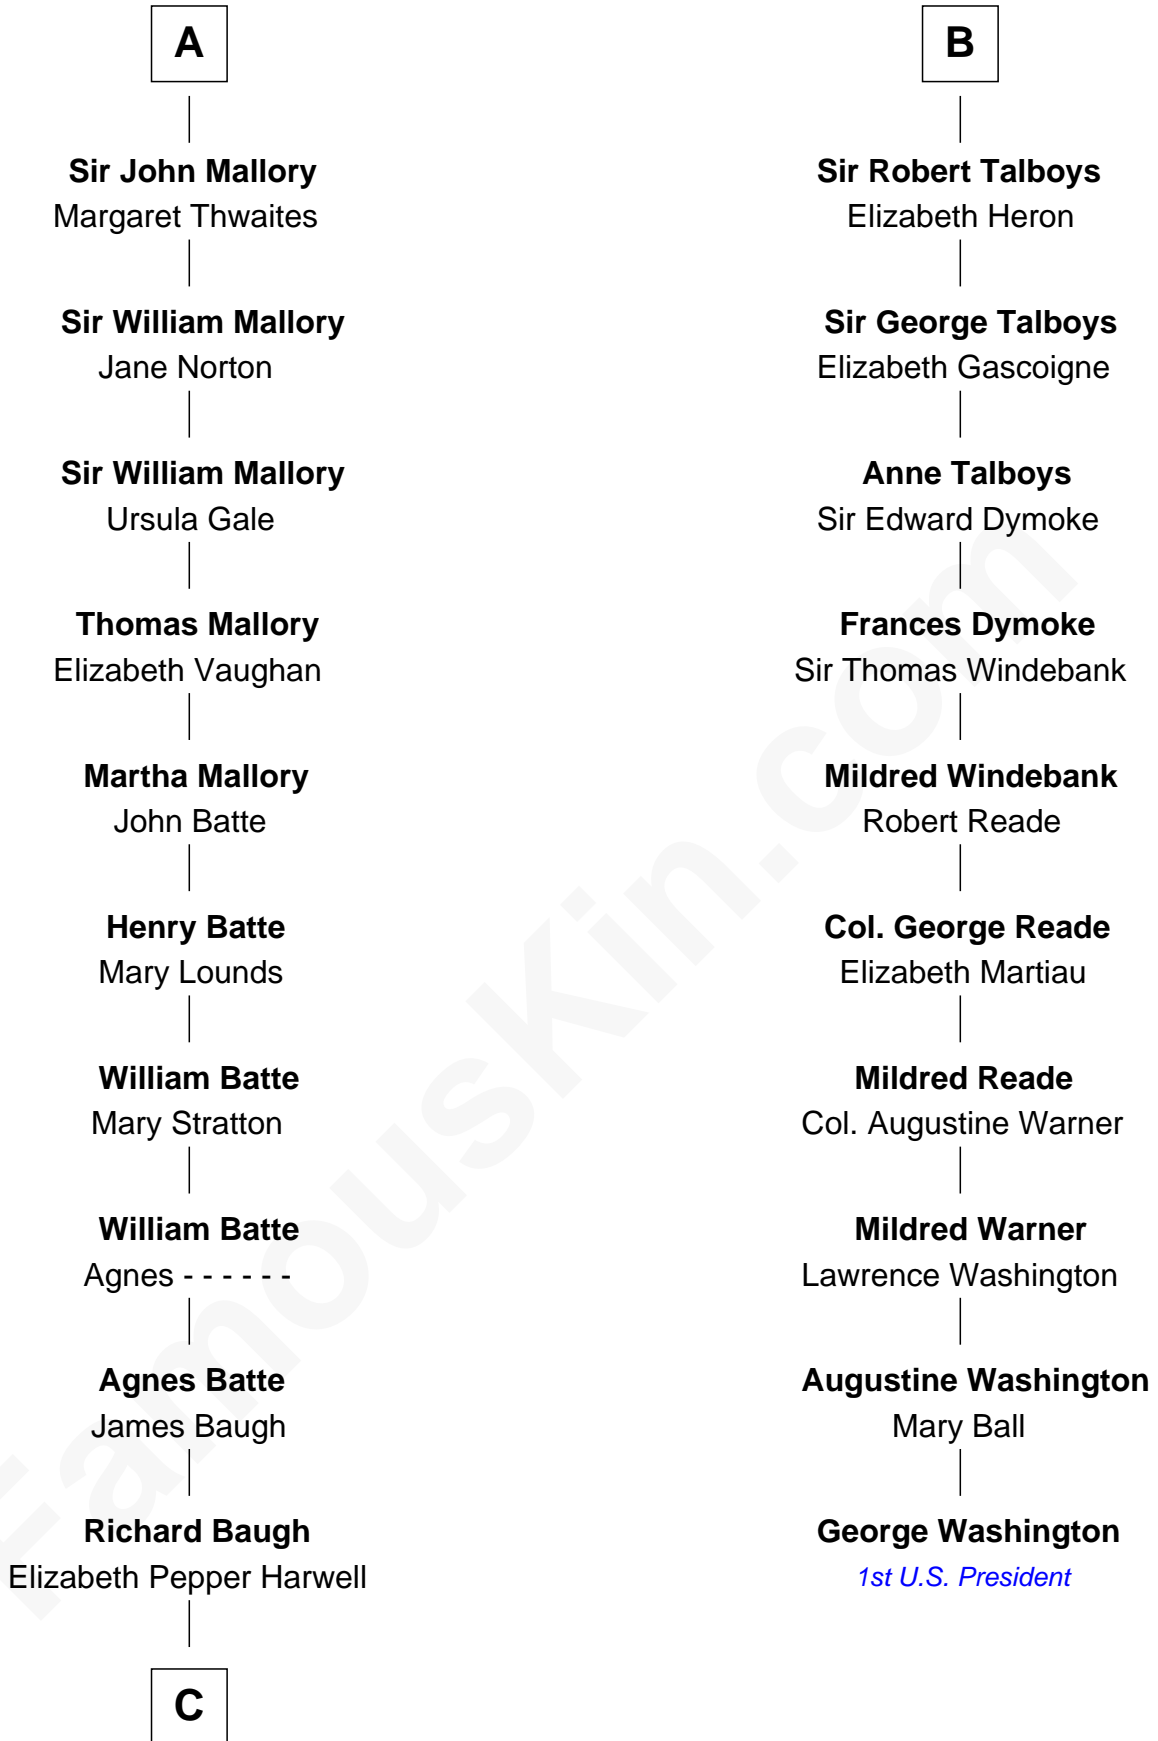 A
Sir John Mallory
Margaret Thwaites
Sir William Mallory
Jane Norton
Sir William Mallory
Ursula Gale
Thomas Mallory
Elizabeth Vaughan
Martha Mallory
John Batte
Henry Batte
Mary Lounds
William Batte
Mary Stratton
William Batte
Agnes - - - - - -
Agnes Batte
James Baugh
Richard Baugh
Elizabeth Pepper Harwell
C
B
Sir Robert Talboys
Elizabeth Heron
Sir George Talboys
Elizabeth Gascoigne
Anne Talboys
Sir Edward Dymoke
Frances Dymoke
Sir Thomas Windebank
Mildred Windebank
Robert Reade
Col. George Reade
Elizabeth Martiau
Mildred Reade
Col. Augustine Warner
Mildred Warner
Lawrence Washington
Augustine Washington
Mary Ball
George Washington
1st U.S. President
FamousKin.com